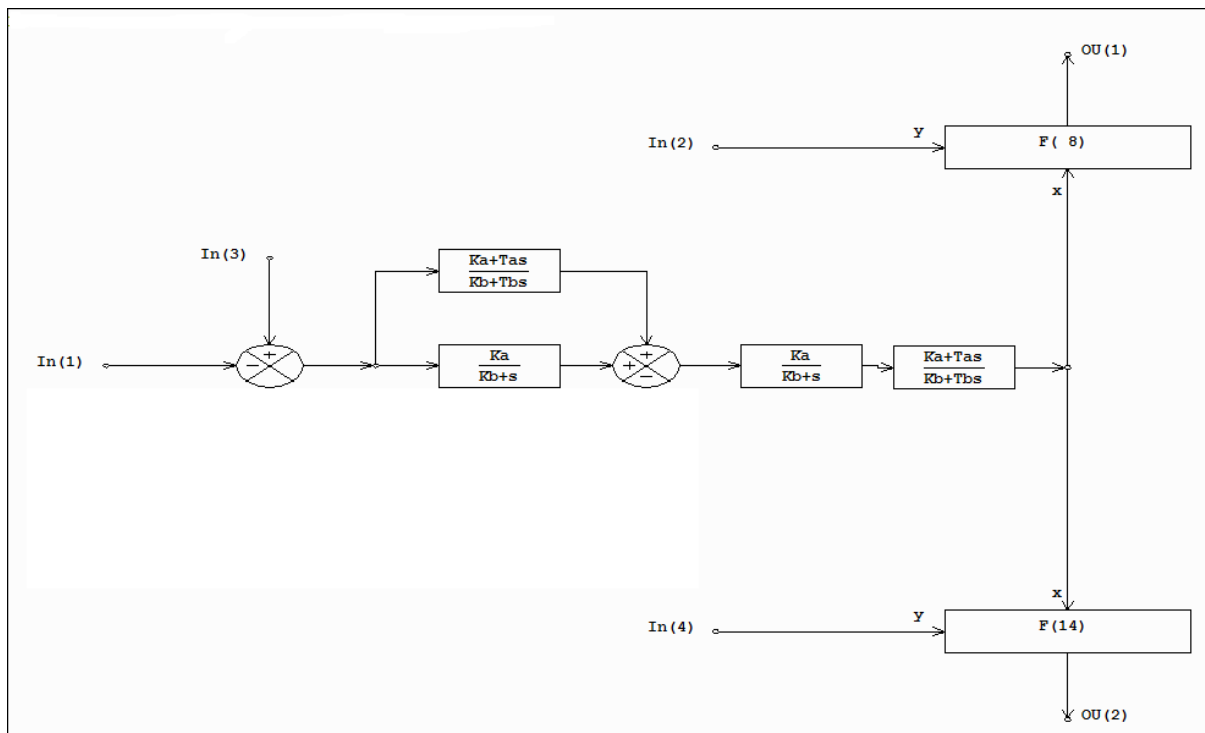 OU(1)
In(2)
y
F( 8)
x
In(3)
Ka+Tas
Kb+Tbs
+
+
In(1)
−
Ka
Kb+s
+
−
Ka
Kb+s
Ka+Tas
Kb+Tbs
x
In(4)
y
F(14)
OU(2)